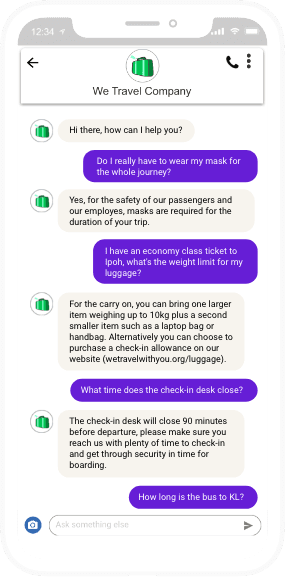 12:34
We Travel Company
Hi there, how can I help you?
Do I really have to wear my mask for
the whole journey?
Yes, for the safety of our passengers and
our employes, masks are required for the
duration of your trip.
I have an economy class ticket to
Ipoh, what's the weight limit for my
luggage?
For the carry on, you can bring one larger
item weighing up to 10kg plus a second
smaller item such as a laptop bag or
handbag. Alternatively you can choose to
purchase a check-in allowance on our
website (wetravelwithyou.org/luggage).
What time does the check-in desk close?
The check-in desk will close 90 minutes
before departure, please make sure you
reach us with plenty of time to check-in
and get through security in time for
boarding.
How long is the bus to KL?
Ask something else